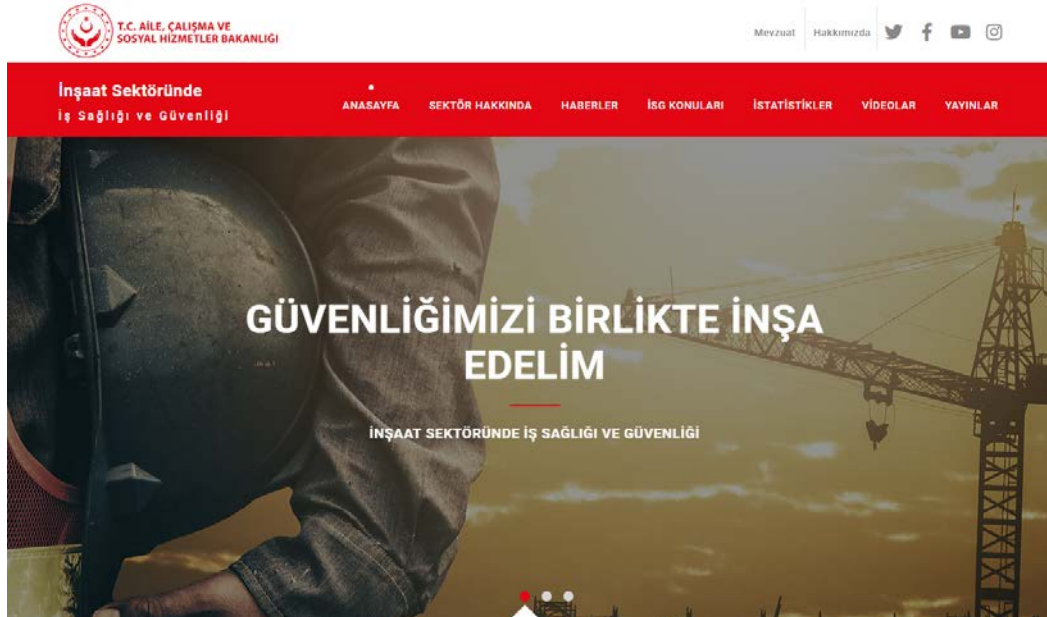 T.C. AİLE, ÇALIŞMA VE
SOSYAL HİZMETLER BAKANLIĞI
Mevzuat Hakkımızda
İnşaat Sektöründe
İş Sağlığı ve Güvenliği
ANASAYFA SEKTÖR HAKKINDA HABERLER İSG KONULARI İSTATİSTİKLER VİDEOLAR YAYINLAR
GÜVENLİĞİMİZİ BİRLİKTE İNŞA
EDELİM
İNŞAAT SEKTÖRÜNDE İŞ SAĞLIĞI VE GÜVENLİĞİ